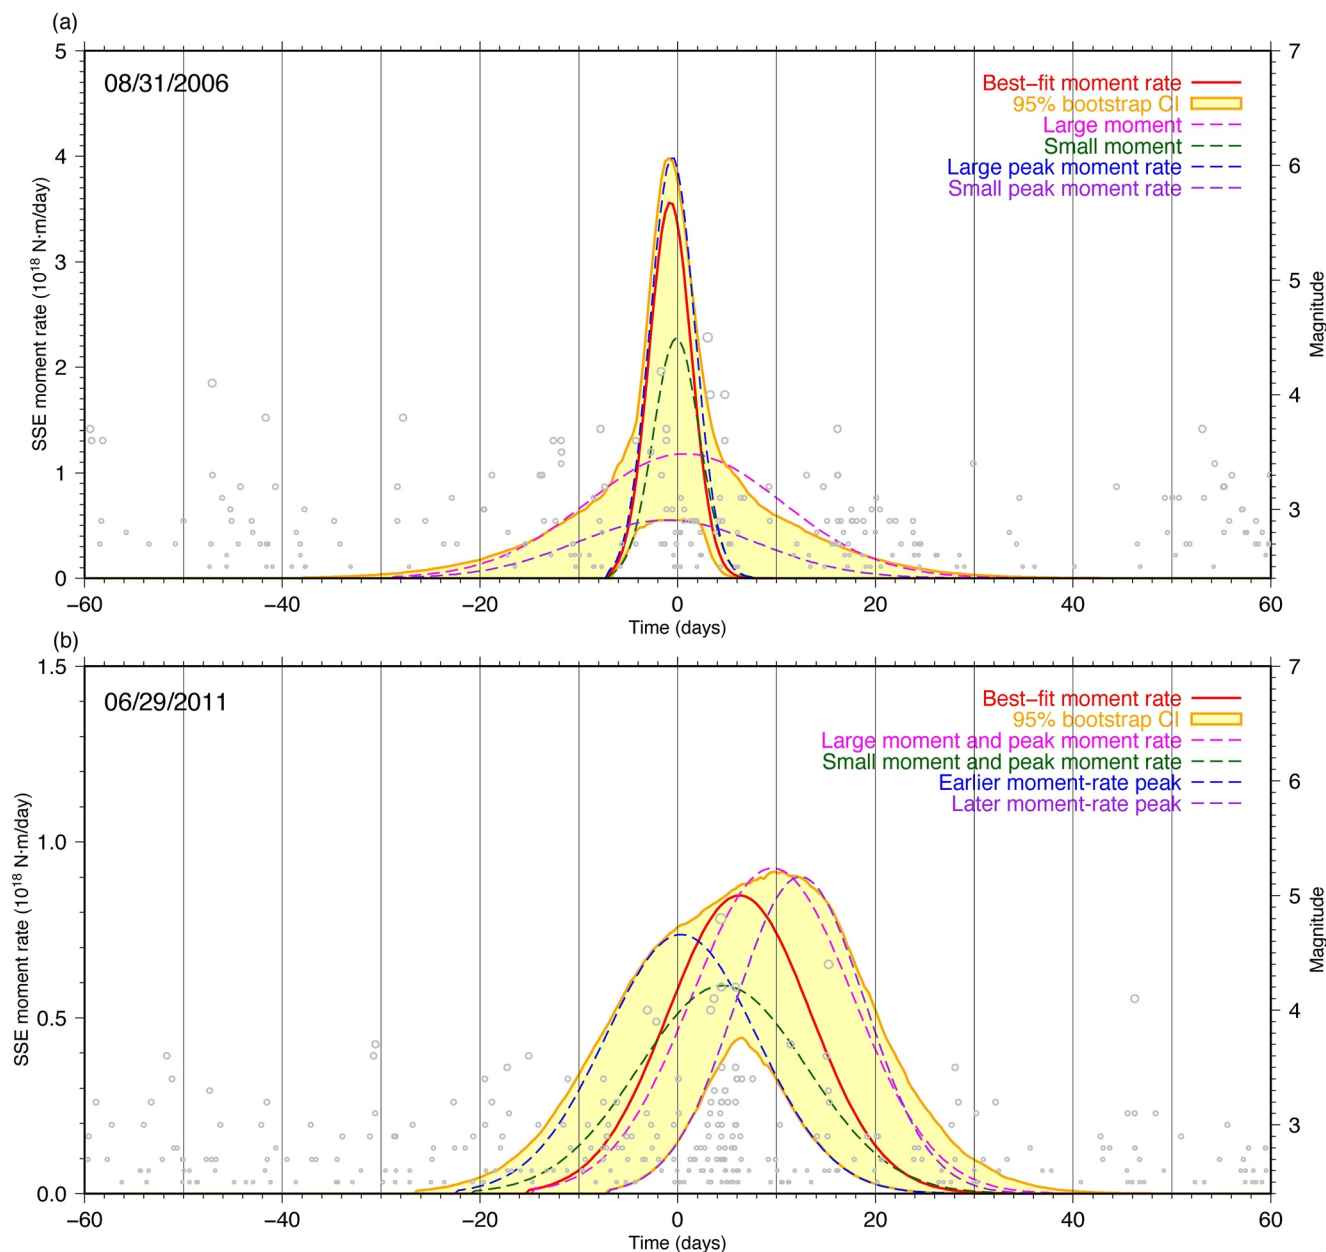 (a)
08/31/2006
Best−fit moment rate
95% bootstrap CI
Large moment
Small moment
Large peak moment rate
Small peak moment rate
SSE moment rate (10¹⁸ N·m/day)
5
4
3
2
1
0
Magnitude
7
6
5
4
3
−60 −40 −20 0 20 40 60
Time (days)
(b)
06/29/2011
Best−fit moment rate
95% bootstrap CI
Large moment and peak moment rate
Small moment and peak moment rate
Earlier moment-rate peak
Later moment-rate peak
SSE moment rate (10¹⁸ N·m/day)
1.5
1.0
0.5
0.0
Magnitude
7
6
5
4
3
−60 −40 −20 0 20 40 60
Time (days)